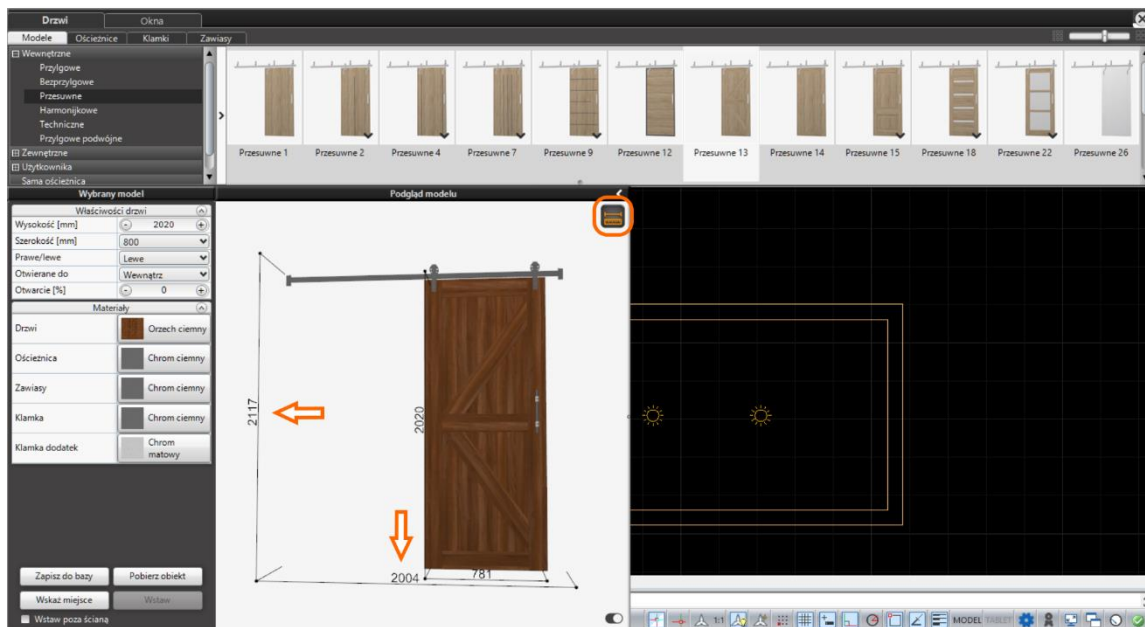 Drzwi
Okna
Modele
Ościeżnice
Klamki
Zawiasy
Wewnętrzne
Przylgowe
Bezprzylgowe
Przesuwne
Harmonijkowe
Techniczne
Przylgowe podwójne
Zewnętrzne
Użytkownika
Sama ościeżnica
Przesuwne 1
Przesuwne 2
Przesuwne 4
Przesuwne 7
Przesuwne 9
Przesuwne 12
Przesuwne 13
Przesuwne 14
Przesuwne 15
Przesuwne 18
Przesuwne 22
Przesuwne 26
Wybrany model
Właściwości drzwi
Wysokość [mm] 2020
Szerokość [mm] 800
Prawe/lewe Lewe
Otwierane do Wewnątrz
Otwarcie [%] 0
Materiały
Drzwi Orzech ciemny
Ościeżnica Chrom ciemny
Zawiasy Chrom ciemny
Klamka Chrom ciemny
Klamka dodatek Chrom
matowy
Zapisz do bazy
Pobierz obiekt
Wskaż miejsce
Wstaw
Wstaw poza ścianą
Podgląd modelu
2117
2020
2004
781
1:1
MODEL
TABLET